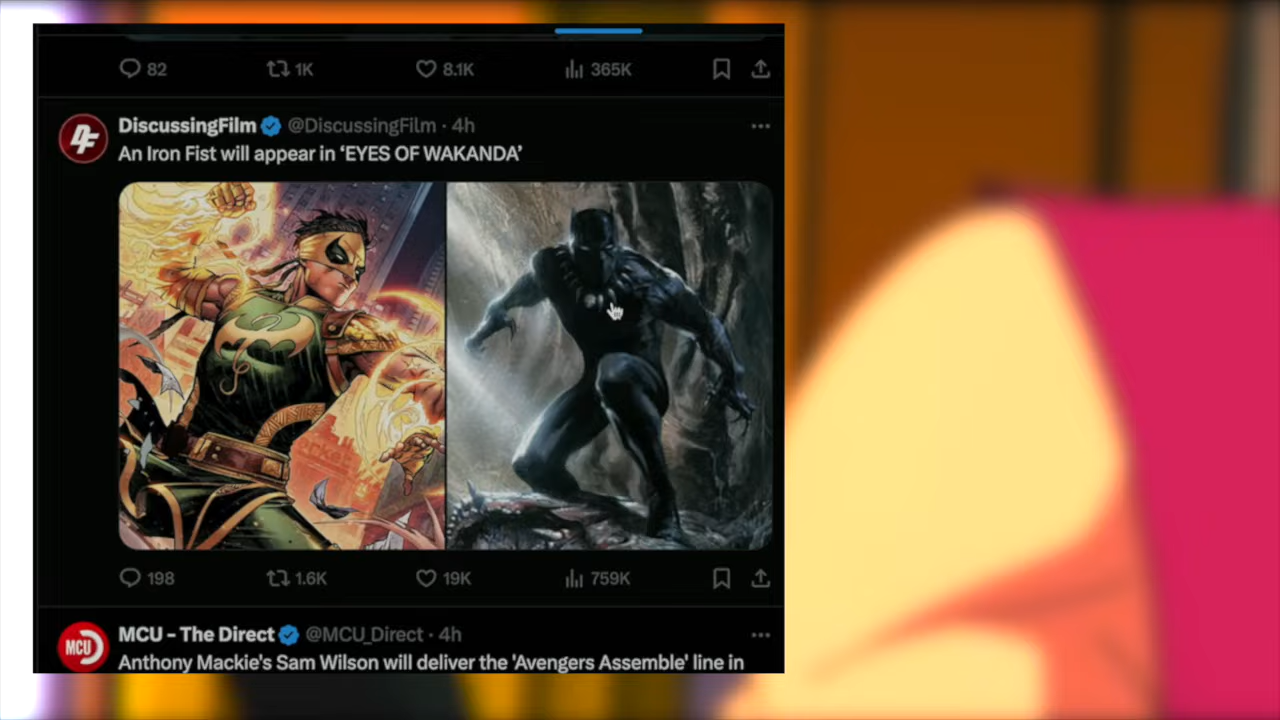 82 1K 8.1K 365K
DF
DiscussingFilm @DiscussingFilm · 4h
An Iron Fist will appear in ‘EYES OF WAKANDA’
198 1.6K 19K 759K
MCU
MCU – The Direct @MCU_Direct · 4h
Anthony Mackie's Sam Wilson will deliver the 'Avengers Assemble' line in